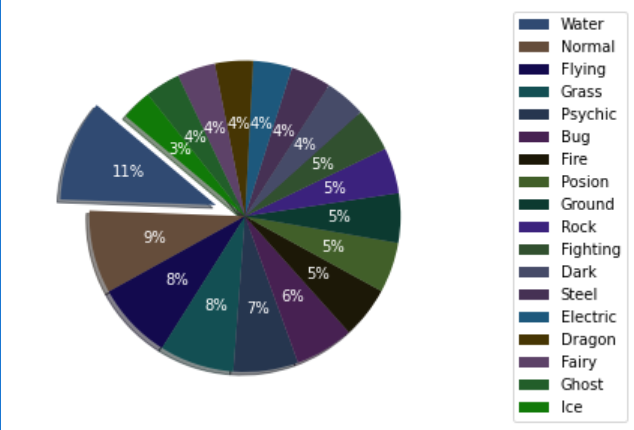 Water
Normal
Flying
Grass
Psychic
Bug
Fire
Posion
Ground
Rock
Fighting
Dark
Steel
Electric
Dragon
Fairy
Ghost
Ice
11%
9%
8%
8%
7%
6%
5%
5%
5%
5%
5%
4%
4%
4%
4%
4%
4%
3%